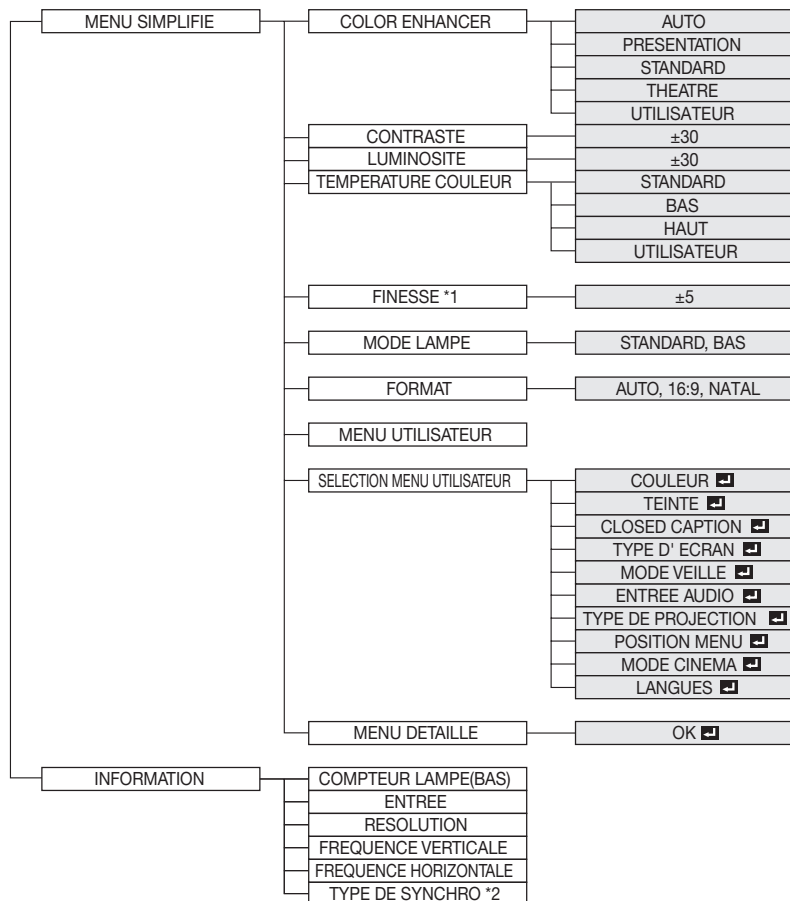 MENU SIMPLIFIE
COLOR ENHANCER
AUTO
PRESENTATION
STANDARD
THEATRE
UTILISATEUR
CONTRASTE
±30
LUMINOSITE
±30
TEMPERATURE COULEUR
STANDARD
BAS
HAUT
UTILISATEUR
FINESSE *1
±5
MODE LAMPE
STANDARD, BAS
FORMAT
AUTO, 16:9, NATAL
MENU UTILISATEUR
SELECTION MENU UTILISATEUR
COULEUR
TEINTE
CLOSED CAPTION
TYPE D' ECRAN
MODE VEILLE
ENTREE AUDIO
TYPE DE PROJECTION
POSITION MENU
MODE CINEMA
LANGUES
MENU DETAILLE
OK
INFORMATION
COMPTEUR LAMPE(BAS)
ENTREE
RESOLUTION
FREQUENCE VERTICALE
FREQUENCE HORIZONTALE
TYPE DE SYNCHRO *2